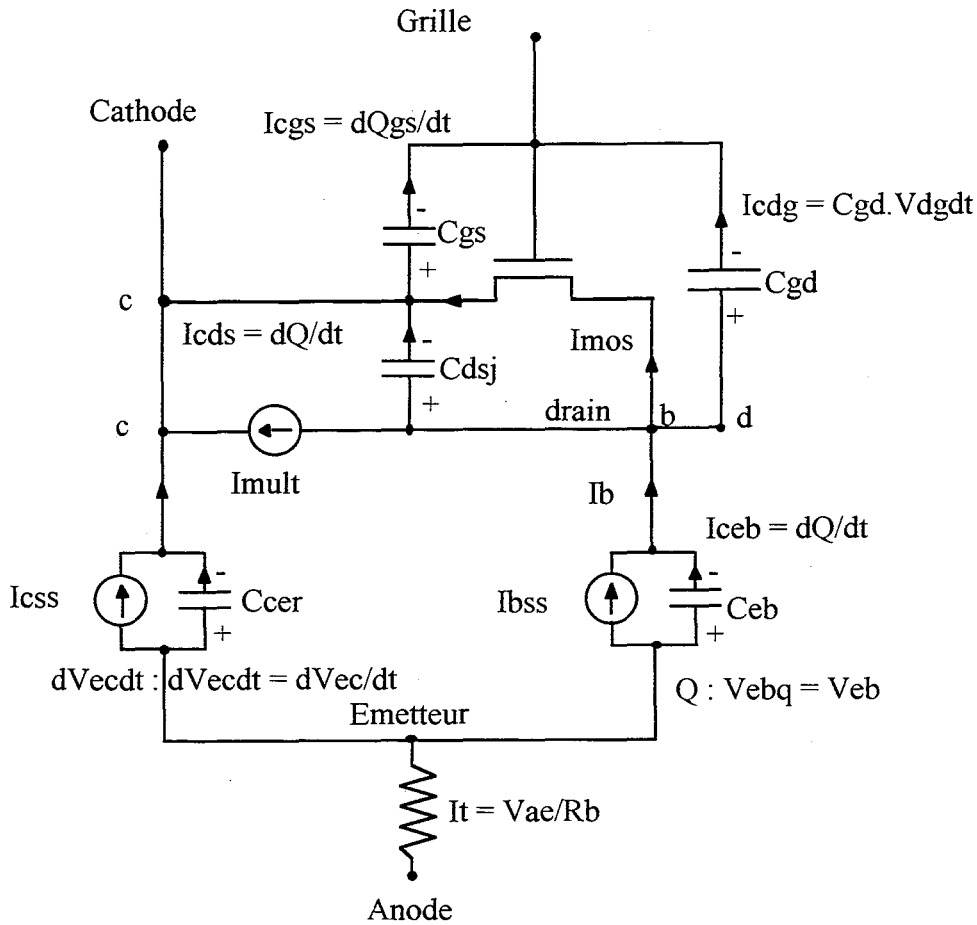 Grille
Cathode
Icgs = dQgs/dt
Icdg = Cgd.Vdgdt
-
Cgs
+
-
Cgd
+
c
Icds = dQ/dt
-
Cdsj
+
Imos
drain
b
d
c
Imult
Ib
Iceb = dQ/dt
Icss
-
Ccer
+
Ibss
-
Ceb
+
dVecdt : dVecdt = dVec/dt
Q : Vebq = Veb
Emetteur
It = Vae/Rb
Anode